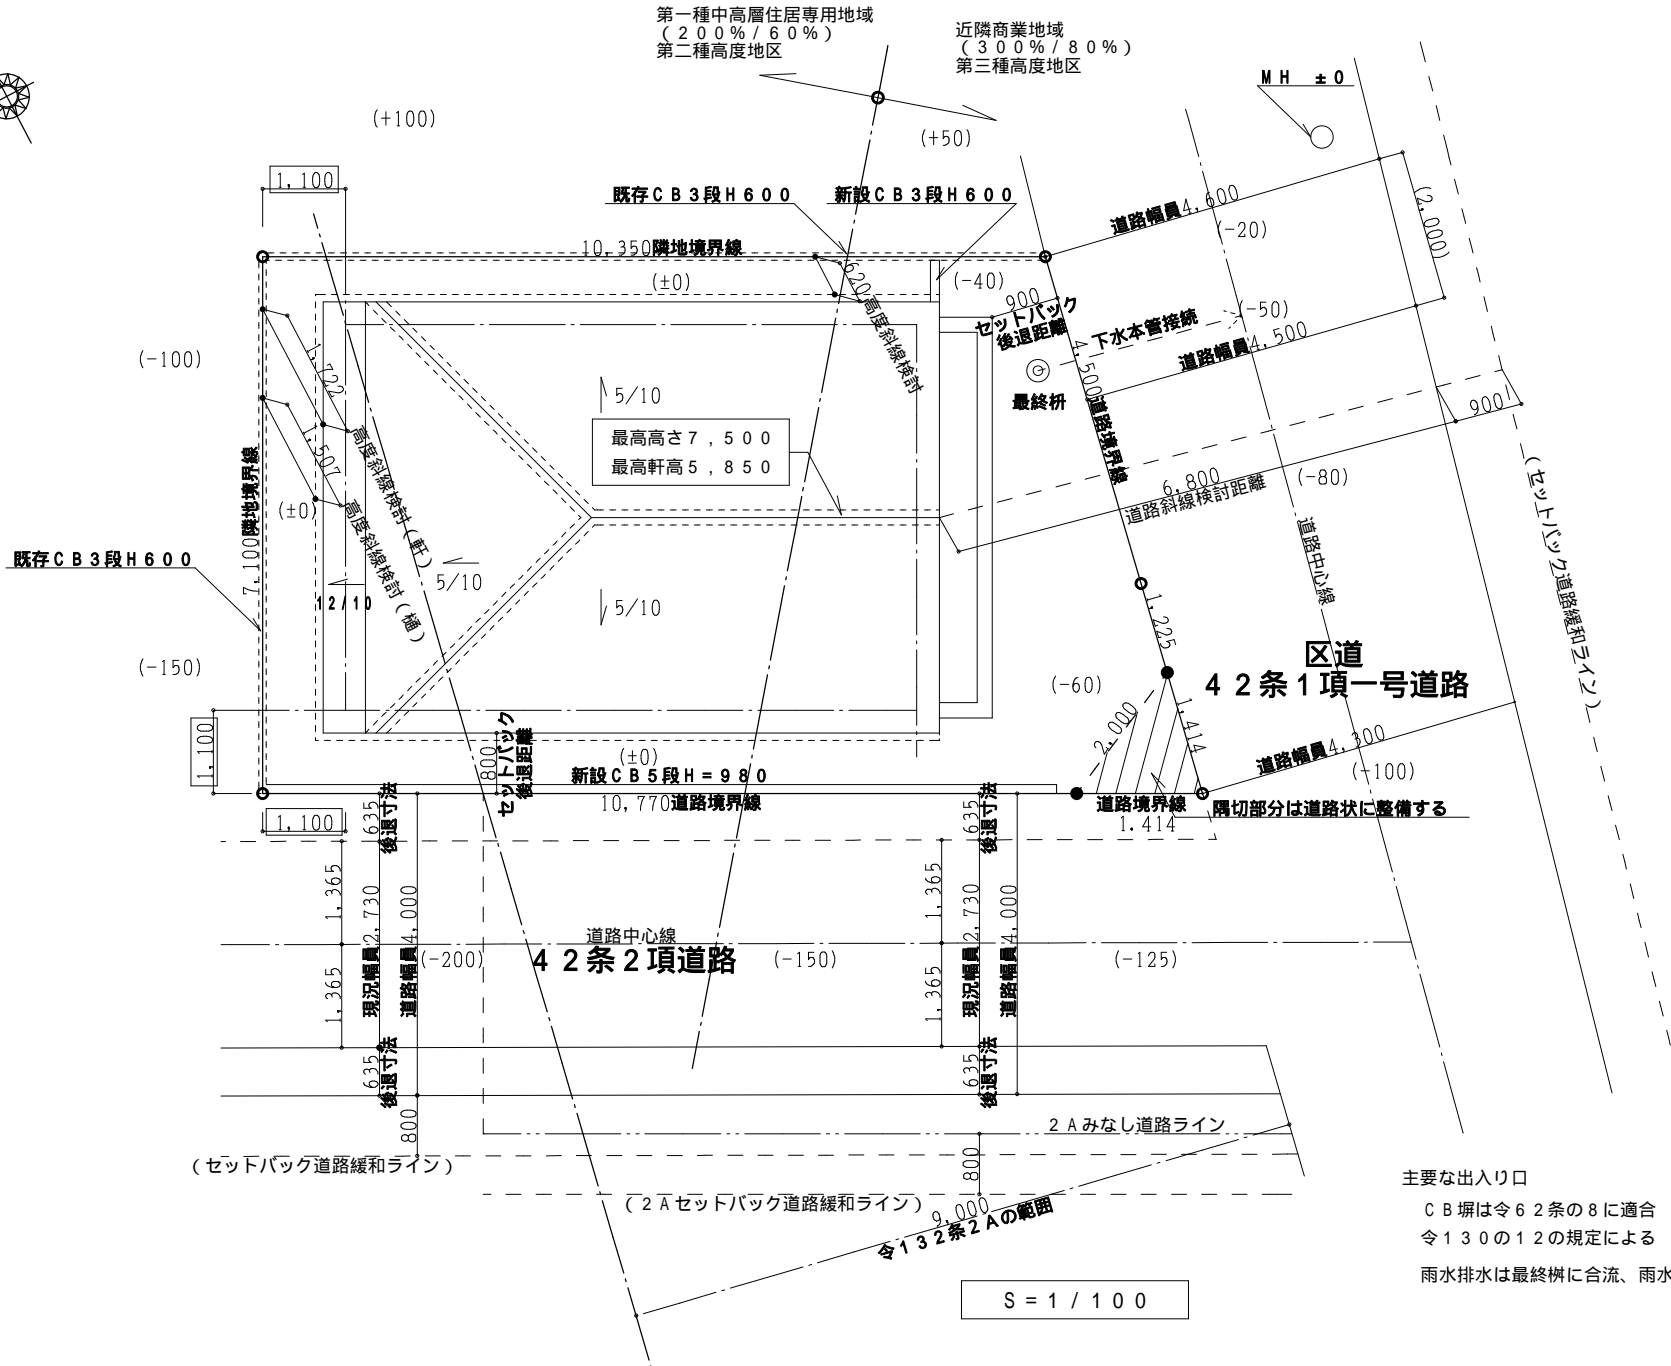 第一種中高層住居専用地域
（２００％/６０％）
第二種高度地区
近隣商業地域
（３００％/８０％）
第三種高度地区
ＭＨ ±０
(+100)
(+50)
1,100
既存ＣＢ３段Ｈ６００
新設ＣＢ３段Ｈ６００
道路幅員4,600
(2,000)
(-20)
10,350隣地境界線
(±0)
620高度斜線検討
(-40)
900
セットバック
後退距離
下水本管接続
(-50)
道路幅員4,500
4,500
道路境界線
最終枡
900
(-100)
1,722
高度斜線検討（軒）
1,507
高度斜線検討（樋）
5/10
最高高さ７,５００
最高軒高５,８５０
6,800
道路斜線検討距離
(-80)
(セットバック道路緩和ライン)
道路中心線
7,100隣地境界線
(±0)
既存ＣＢ３段Ｈ６００
12/10
5/10
5/10
1,225
区道
４２条１項一号道路
(-150)
(-60)
2,000
1,414
1,100
800
セットバック
後退距離
(±0)
新設ＣＢ５段Ｈ＝９８０
10,770道路境界線
道路境界線
1.414
道路幅員4,300
(-100)
隅切部分は道路状に整備する
1,100
635
後退寸法
635
後退寸法
1,365
現況幅員2,730
道路幅員4,000
1,365
現況幅員2,730
道路幅員4,000
道路中心線
４２条２項道路
(-200)
(-150)
(-125)
1,365
1,365
635
後退寸法
635
後退寸法
800
２Ａみなし道路ライン
(セットバック道路緩和ライン)
800
(２Ａセットバック道路緩和ライン)
9,000
令１３２条２Ａの範囲
主要な出入り口
ＣＢ塀は令６２条の８に適合
令１３０の１２の規定による
雨水排水は最終桝に合流、雨水
Ｓ＝１/１００